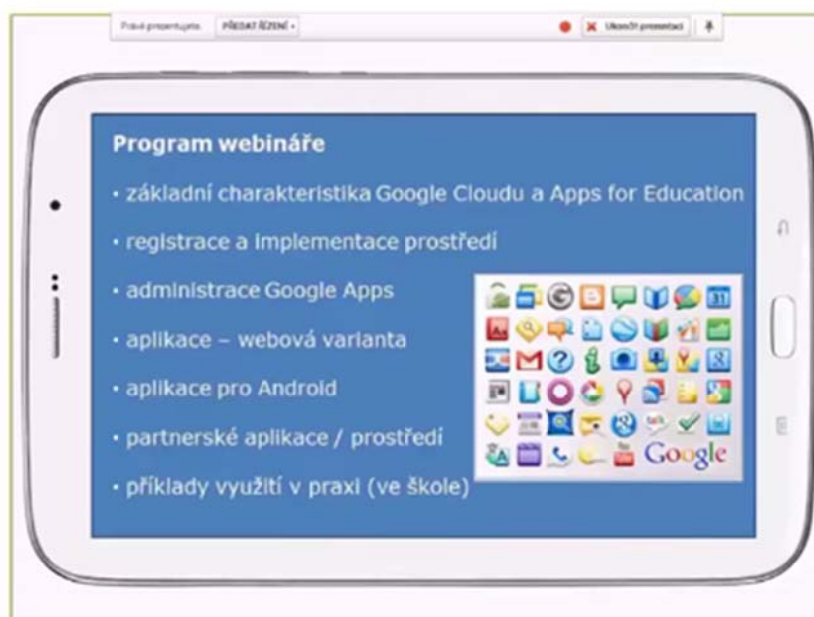 Právě prezentujete.
PŘEDAT ŘÍZENÍ
Ukončit prezentaci
Program webináře
· základní charakteristika Google Cloudu a Apps for Education
· registrace a implementace prostředí
· administrace Google Apps
· aplikace – webová varianta
· aplikace pro Android
· partnerské aplikace / prostředí
· příklady využití v praxi (ve škole)
31
Google